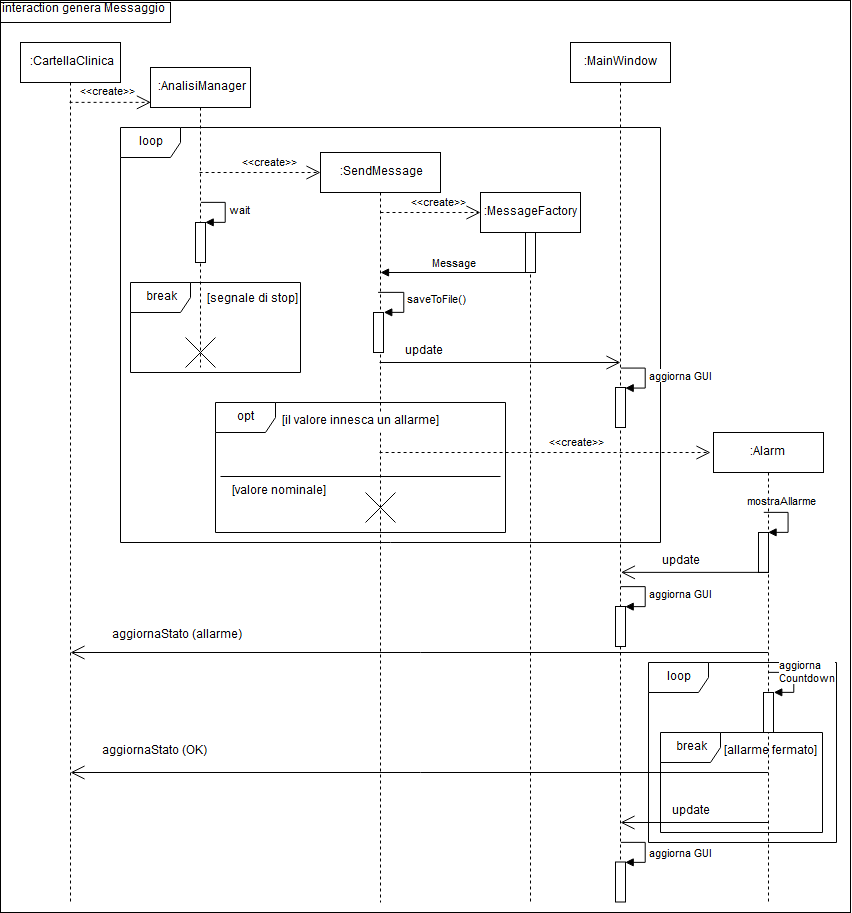 interaction genera Messaggio
:CartellaClinica
:MainWindow
:AnalisiManager
<<create>>
loop
<<create>>
:SendMessage
<<create>>
:MessageFactory
wait
Message
break
[segnale di stop]
saveToFile()
update
aggiorna GUI
opt
[il valore innesca un allarme]
<<create>>
:Alarm
[valore nominale]
mostraAllarme
update
aggiorna GUI
aggiornaStato (allarme)
loop
aggiorna
Countdown
break
[allarme fermato]
aggiornaStato (OK)
update
aggiorna GUI